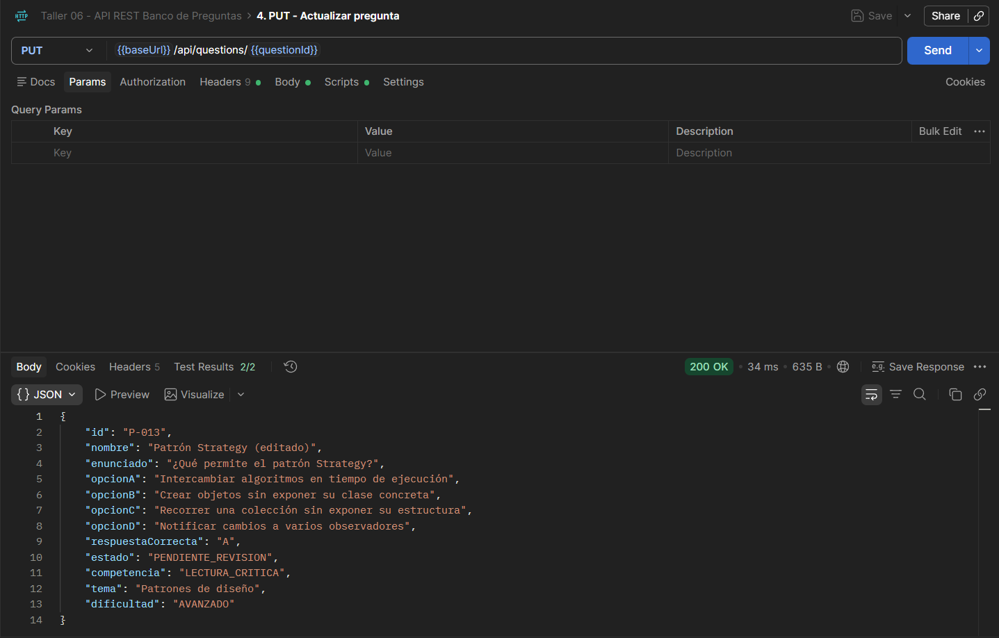 HTTP Taller 06 - API REST Banco de Preguntas > 4. PUT - Actualizar pregunta Save Share
PUT {{baseUrl}} /api/questions/ {{questionId}} Send
Docs Params Authorization Headers 9 Body Scripts Settings Cookies
Query Params
Key Value Description Bulk Edit ...
Key Value Description
Body Cookies Headers 5 Test Results 2/2 200 OK • 34 ms • 635 B • e.g. Save Response ...
{} JSON Preview Visualize
1 {
2 "id": "P-013",
3 "nombre": "Patrón Strategy (editado)",
4 "enunciado": "¿Qué permite el patrón Strategy?",
5 "opcionA": "Intercambiar algoritmos en tiempo de ejecución",
6 "opcionB": "Crear objetos sin exponer su clase concreta",
7 "opcionC": "Recorrer una colección sin exponer su estructura",
8 "opcionD": "Notificar cambios a varios observadores",
9 "respuestaCorrecta": "A",
10 "estado": "PENDIENTE_REVISION",
11 "competencia": "LECTURA_CRITICA",
12 "tema": "Patrones de diseño",
13 "dificultad": "AVANZADO"
14 }